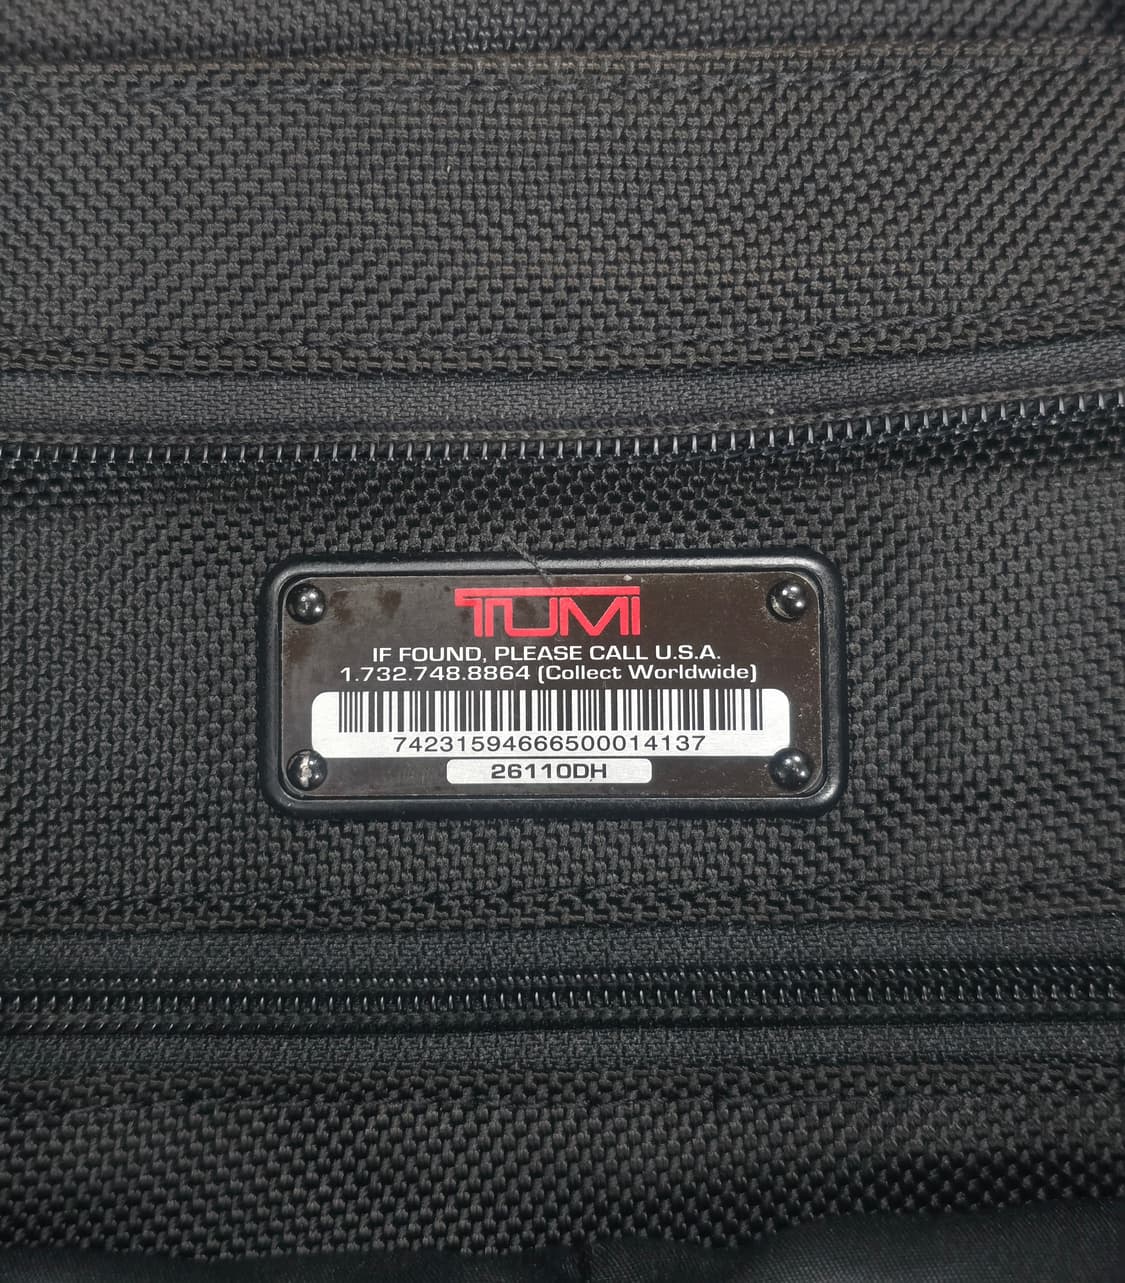 TUMI
IF FOUND, PLEASE CALL U.S.A.
1.732.748.8864 (Collect Worldwide)
74231594666500014137
26110DH